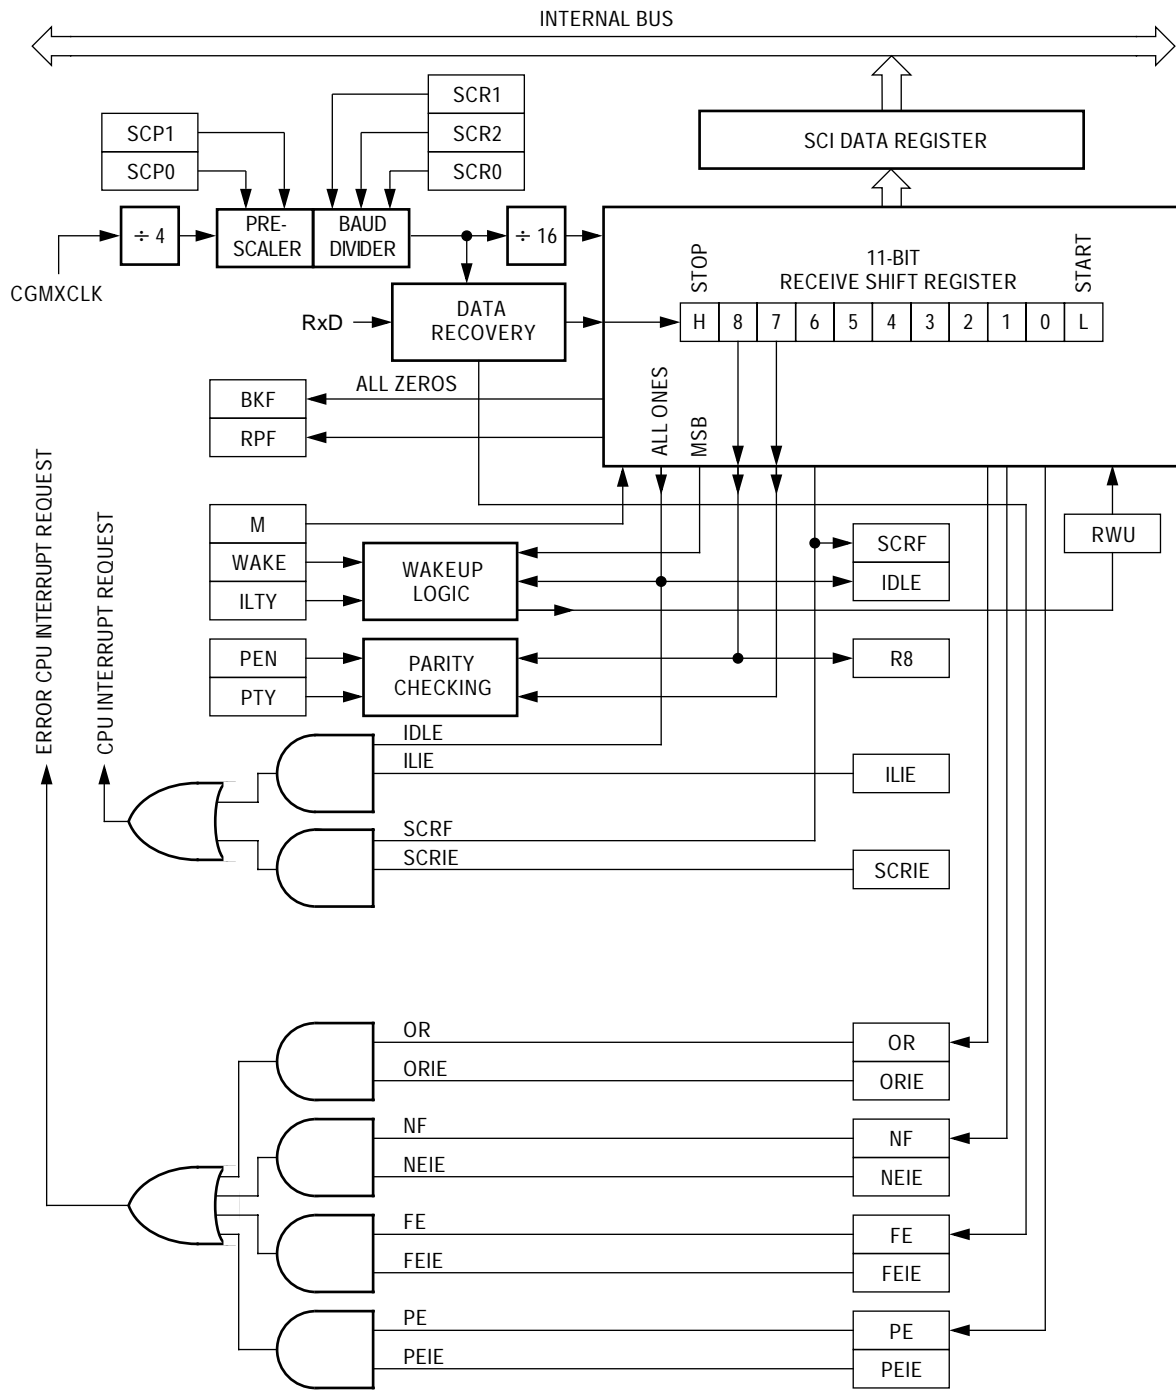 INTERNAL BUS
SCR1
SCP1
SCR2
SCI DATA REGISTER
SCP0
SCR0
÷ 4
PRE-
SCALER
BAUD
DIVIDER
÷ 16
CGMXCLK
STOP
11-BIT
RECEIVE SHIFT REGISTER
START
RxD
DATA
RECOVERY
H 8 7 6 5 4 3 2 1 0 L
BKF
ALL ZEROS
RPF
ALL ONES
MSB
ERROR CPU INTERRUPT REQUEST
CPU INTERRUPT REQUEST
M
WAKE
ILTY
WAKEUP
LOGIC
SCRF
IDLE
RWU
PEN
PTY
PARITY
CHECKING
R8
IDLE
ILIE
ILIE
SCRF
SCRIE
SCRIE
OR
OR
ORIE
ORIE
NF
NF
NEIE
NEIE
FE
FE
FEIE
FEIE
PE
PE
PEIE
PEIE